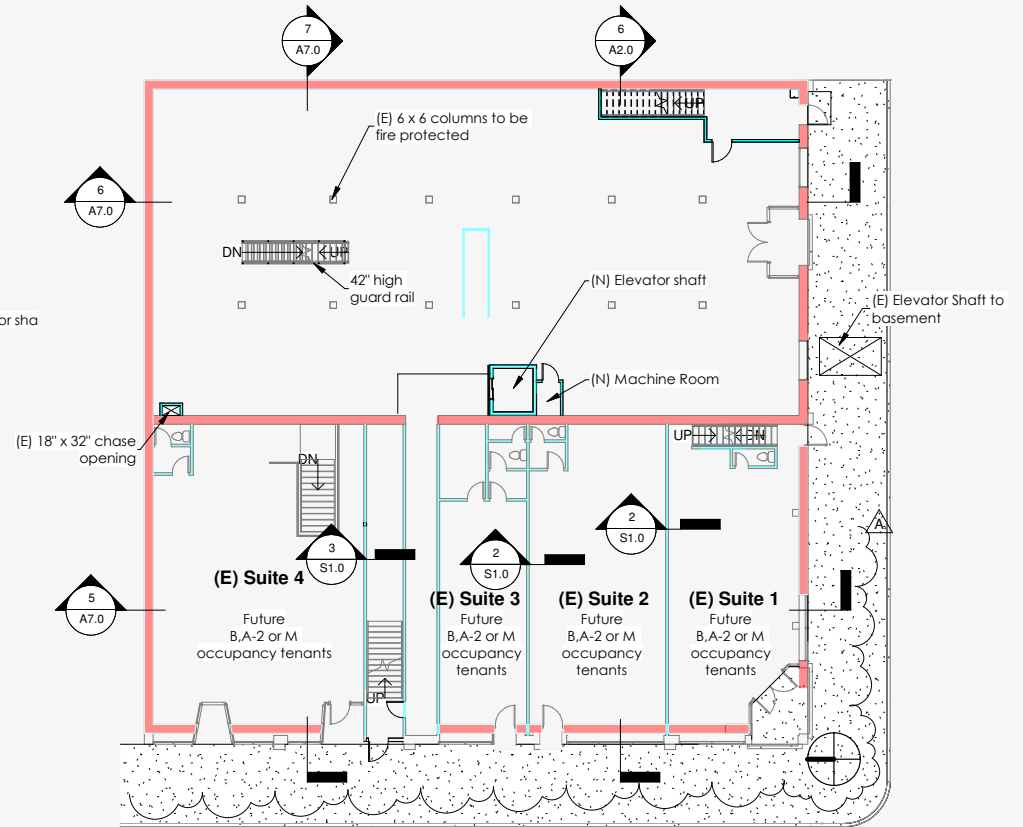 7
A7.0
6
A2.0
(E) 6 x 6 columns to be
fire protected
UP
6
A7.0
DN
UP
42" high
guard rail
(N) Elevator shaft
(E) Elevator Shaft to
basement
or sha
(N) Machine Room
(E) 18" x 32" chase
opening
DN
UP
DN
A
2
S1.0
3
S1.0
2
S1.0
(E) Suite 4
(E) Suite 3
(E) Suite 2
(E) Suite 1
5
A7.0
Future
B,A-2 or M
occupancy tenants
Future
B,A-2 or M
occupancy
tenants
Future
B,A-2 or M
occupancy
tenants
Future
B,A-2 or M
occupancy
tenants
UP